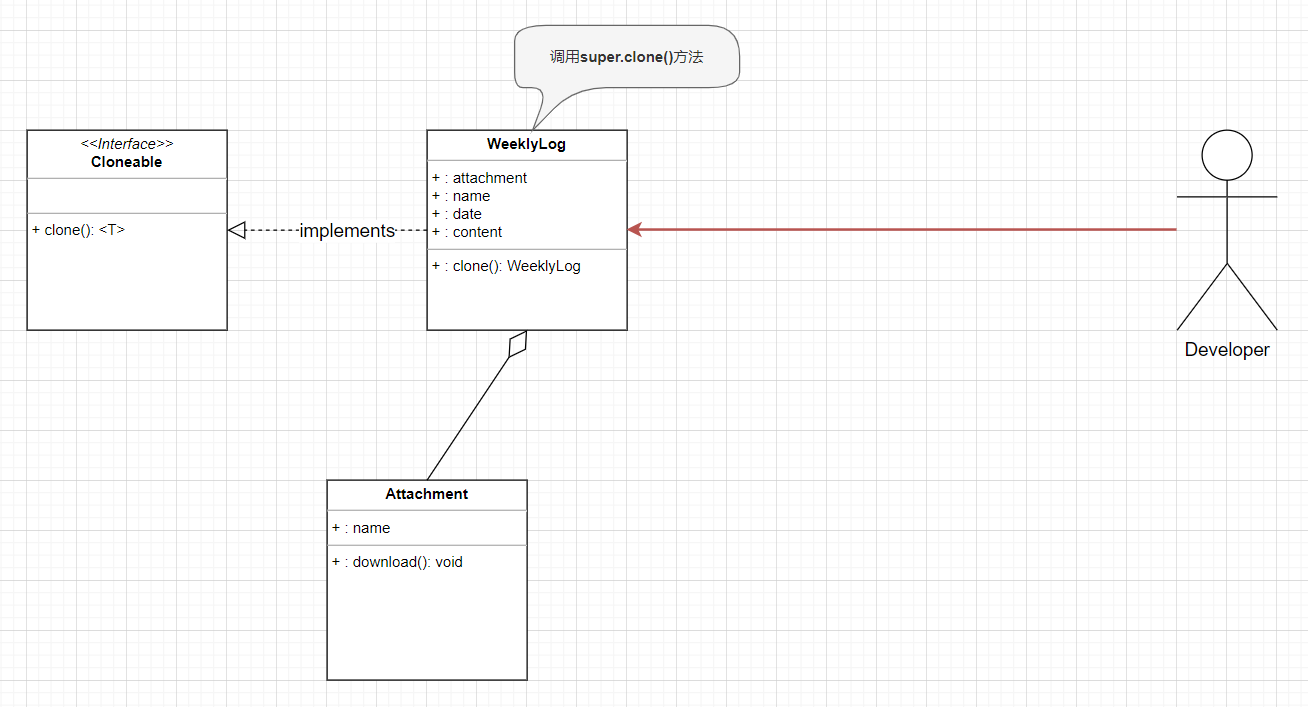 调用super.clone()方法
<<Interface>>
Cloneable
+ clone(): <T>
implements
WeeklyLog
+ : attachment
+ : name
+ : date
+ : content
+ : clone(): WeeklyLog
Developer
Attachment
+ : name
+ : download(): void